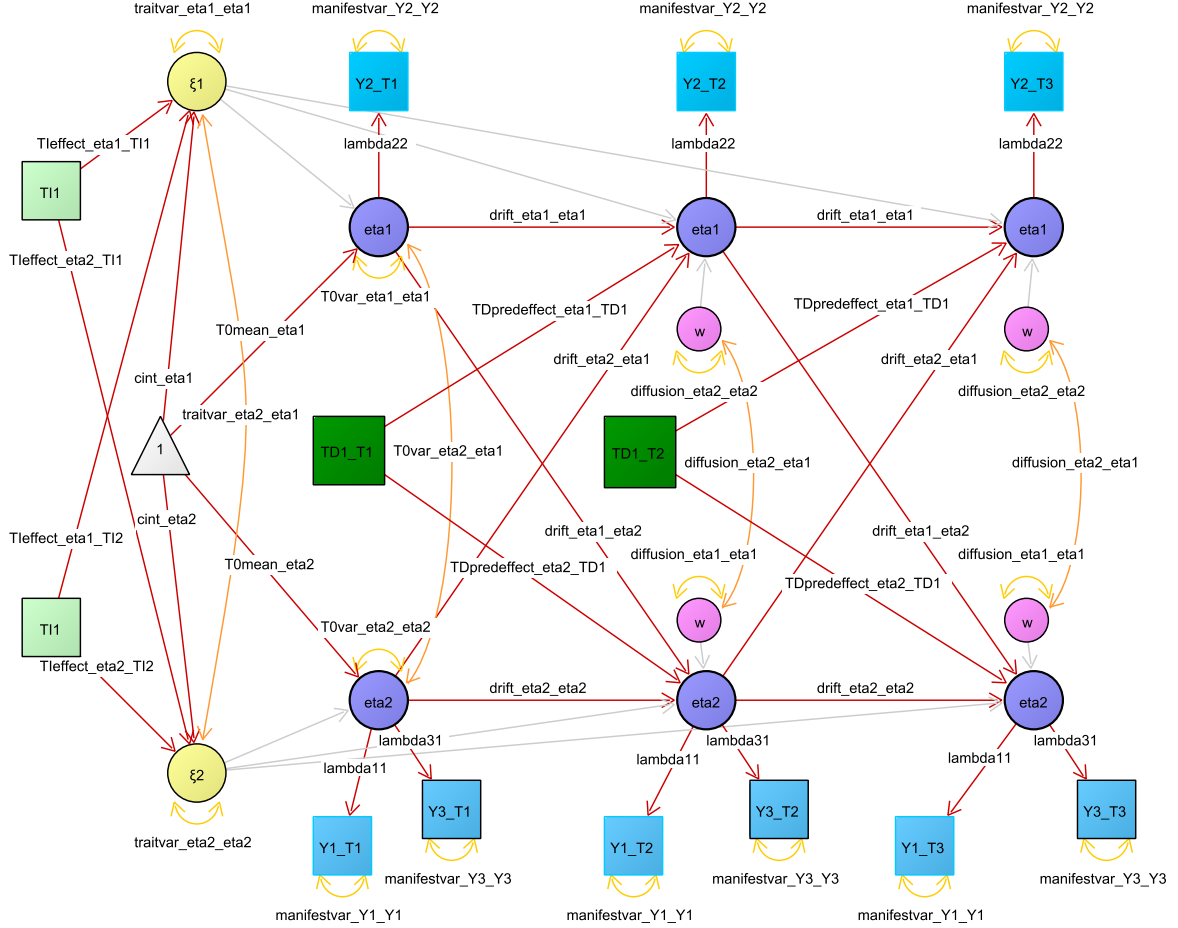 traitvar_eta1_eta1
manifestvar_Y2_Y2
manifestvar_Y2_Y2
manifestvar_Y2_Y2
ξ1
Y2_T1
Y2_T2
Y2_T3
TIeffect_eta1_TI1
lambda22
lambda22
lambda22
TI1
drift_eta1_eta1
drift_eta1_eta1
eta1
eta1
eta1
TIeffect_eta2_TI1
T0var_eta1_eta1
TDpredeffect_eta1_TD1
TDpredeffect_eta1_TD1
T0mean_eta1
w
w
drift_eta2_eta1
drift_eta2_eta1
cint_eta1
diffusion_eta2_eta2
diffusion_eta2_eta2
traitvar_eta2_eta1
1
TD1_T1
T0var_eta2_eta1
TD1_T2
diffusion_eta2_eta1
diffusion_eta2_eta1
cint_eta2
drift_eta1_eta2
drift_eta1_eta2
TIeffect_eta1_TI2
diffusion_eta1_eta1
diffusion_eta1_eta1
T0mean_eta2
TDpredeffect_eta2_TD1
TDpredeffect_eta2_TD1
TI1
T0var_eta2_eta2
w
w
TIeffect_eta2_TI2
drift_eta2_eta2
drift_eta2_eta2
eta2
eta2
eta2
lambda31
lambda31
lambda31
lambda11
lambda11
lambda11
ξ2
Y3_T1
Y3_T2
Y3_T3
traitvar_eta2_eta2
Y1_T1
Y1_T2
Y1_T3
manifestvar_Y3_Y3
manifestvar_Y3_Y3
manifestvar_Y3_Y3
manifestvar_Y1_Y1
manifestvar_Y1_Y1
manifestvar_Y1_Y1